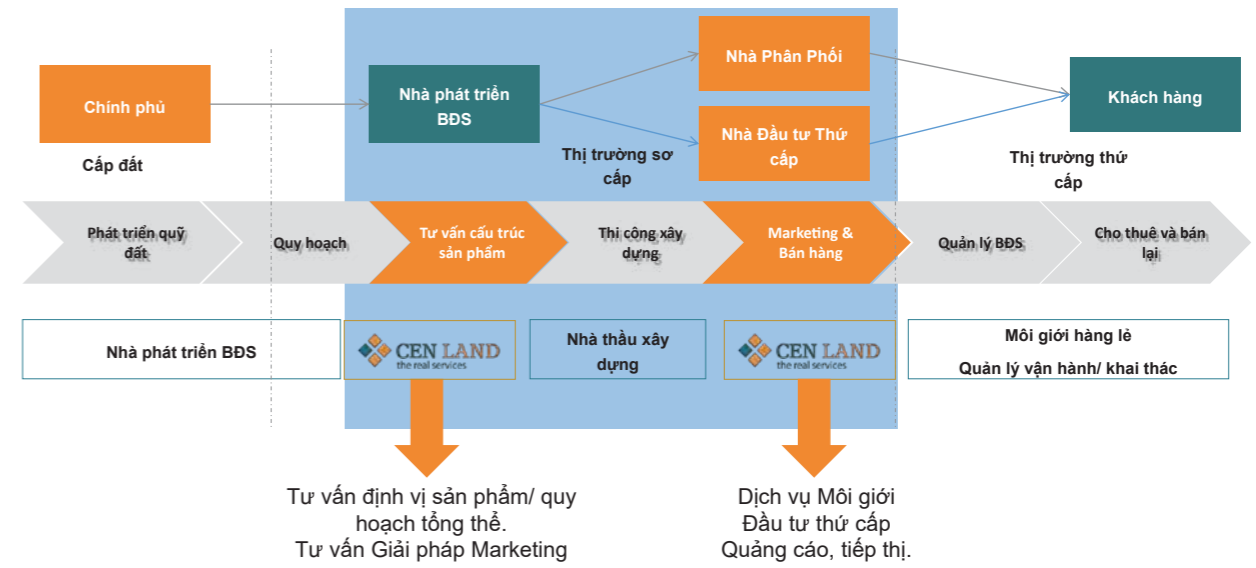 Chính phủ
Nhà phát triển
BĐS
Nhà Phân Phối
Nhà Đầu tư Thứ
cấp
Khách hàng
Cấp đất
Thị trường sơ
cấp
Thị trường thứ
cấp
Phát triển quỹ
đất
Quy hoạch
Tư vấn cấu trúc
sản phẩm
Thi công xây
dựng
Marketing &
Bán hàng
Quản lý BĐS
Cho thuê và bán
lại
Nhà phát triển BĐS
CEN LAND
the real services
Nhà thầu xây
dựng
CEN LAND
the real services
Môi giới hàng lẻ
Quản lý vận hành/ khai thác
Tư vấn định vị sản phẩm/ quy
hoạch tổng thể.
Tư vấn Giải pháp Marketing
Dịch vụ Môi giới
Đầu tư thứ cấp
Quảng cáo, tiếp thị.